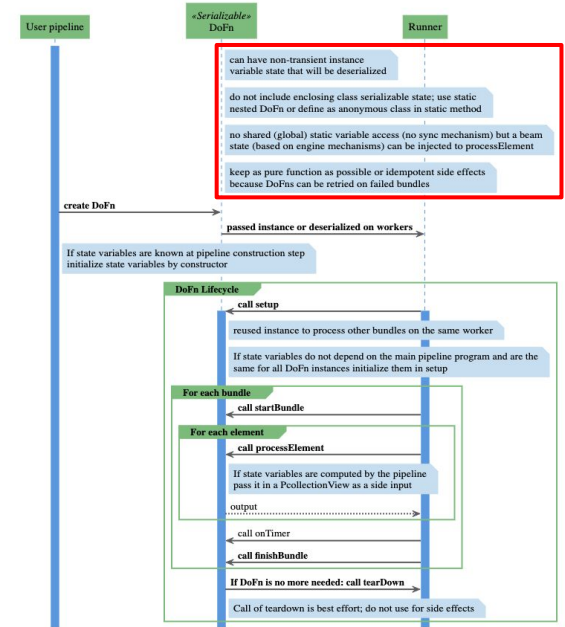 User pipeline
«Serializable»
DoFn
Runner
can have non-transient instance
variable state that will be deserialized
do not include enclosing class serializable state; use static
nested DoFn or define as anonymous class in static method
no shared (global) static variable access (no sync mechanism) but a beam
state (based on engine mechanisms) can be injected to processElement
keep as pure function as possible or idempotent side effects
because DoFns can be retried on failed bundles
create DoFn
passed instance or deserialized on workers
If state variables are known at pipeline construction step
initialize state variables by constructor
DoFn Lifecycle
call setup
reused instance to process other bundles on the same worker
If state variables do not depend on the main pipeline program and are the
same for all DoFn instances initialize them in setup
For each bundle
call startBundle
For each element
call processElement
If state variables are computed by the pipeline
pass it in a PcollectionView as a side input
output
call onTimer
call finishBundle
If DoFn is no more needed: call tearDown
Call of teardown is best effort; do not use for side effects